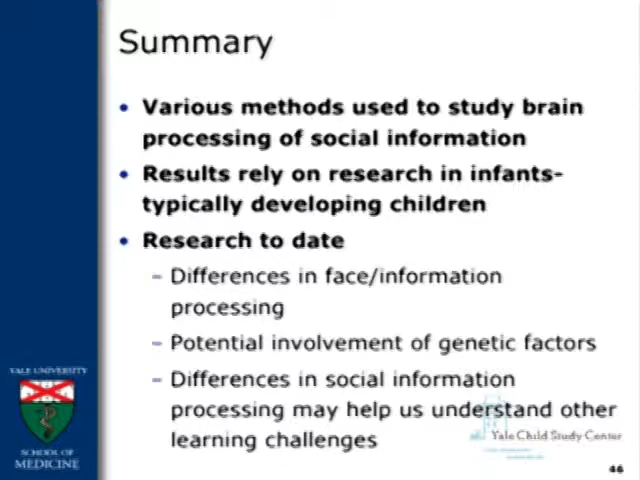 Summary
• Various methods used to study brain
processing of social information
• Results rely on research in infants-
typically developing children
• Research to date
– Differences in face/information
processing
– Potential involvement of genetic factors
– Differences in social information
processing may help us understand other
learning challenges
YALE UNIVERSITY
SCHOOL OF
MEDICINE
Yale Child Study Center
46